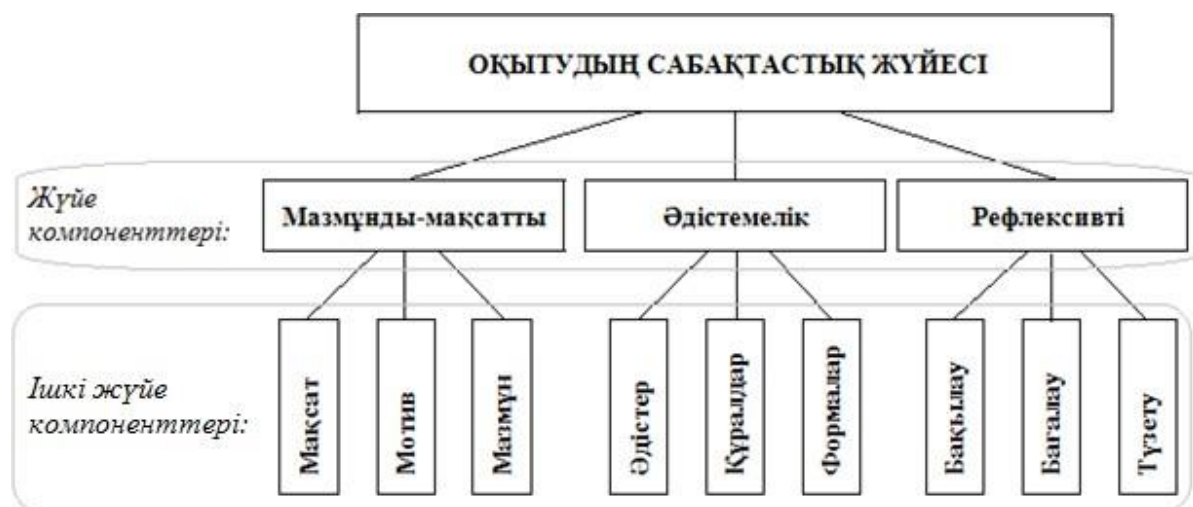 ОҚЫТУДЫҢ САБАҚТАСТЫҚ ЖҮЙЕСІ
Жүйе
компоненттері:
Мазмұнды-мақсатты
Әдістемелік
Рефлексивті
Ішкі жүйе
компоненттері:
Мақсат
Мотив
Мазмұн
Әдістер
Құралдар
Формалар
Бақылау
Бағалау
Түзету